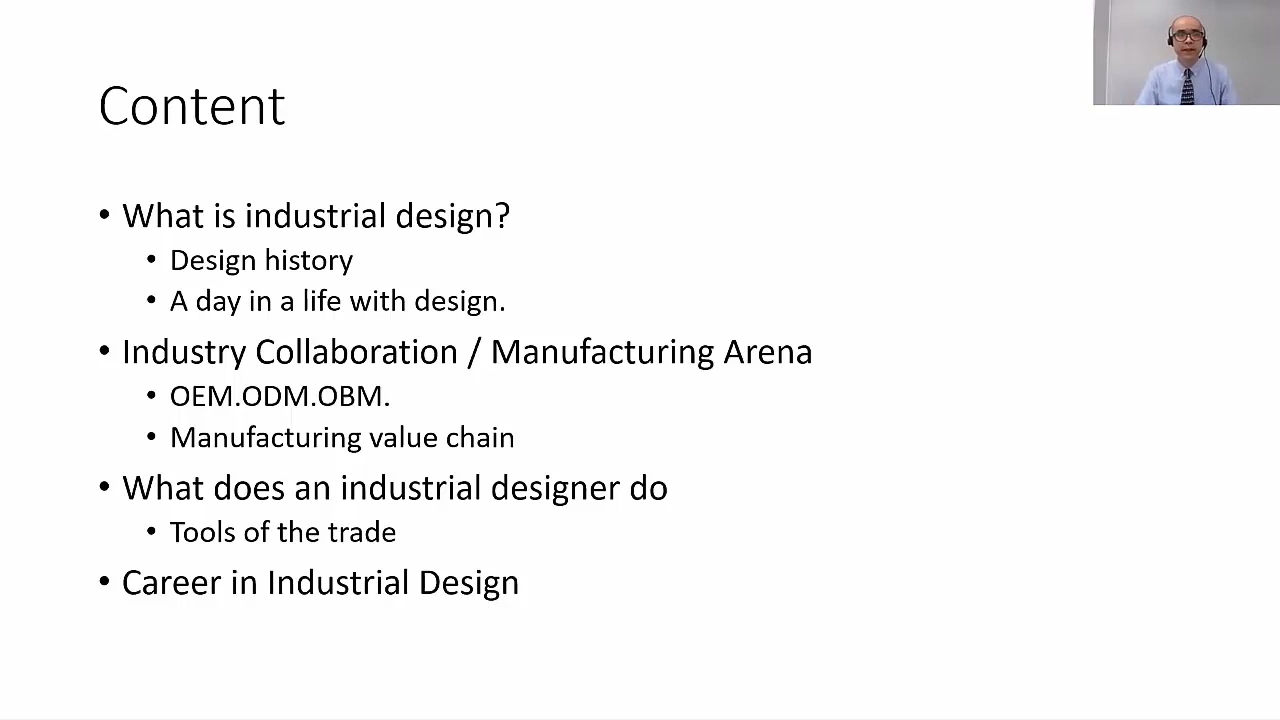 Content
• What is industrial design?
• Design history
• A day in a life with design.
• Industry Collaboration / Manufacturing Arena
• OEM.ODM.OBM.
• Manufacturing value chain
• What does an industrial designer do
• Tools of the trade
• Career in Industrial Design